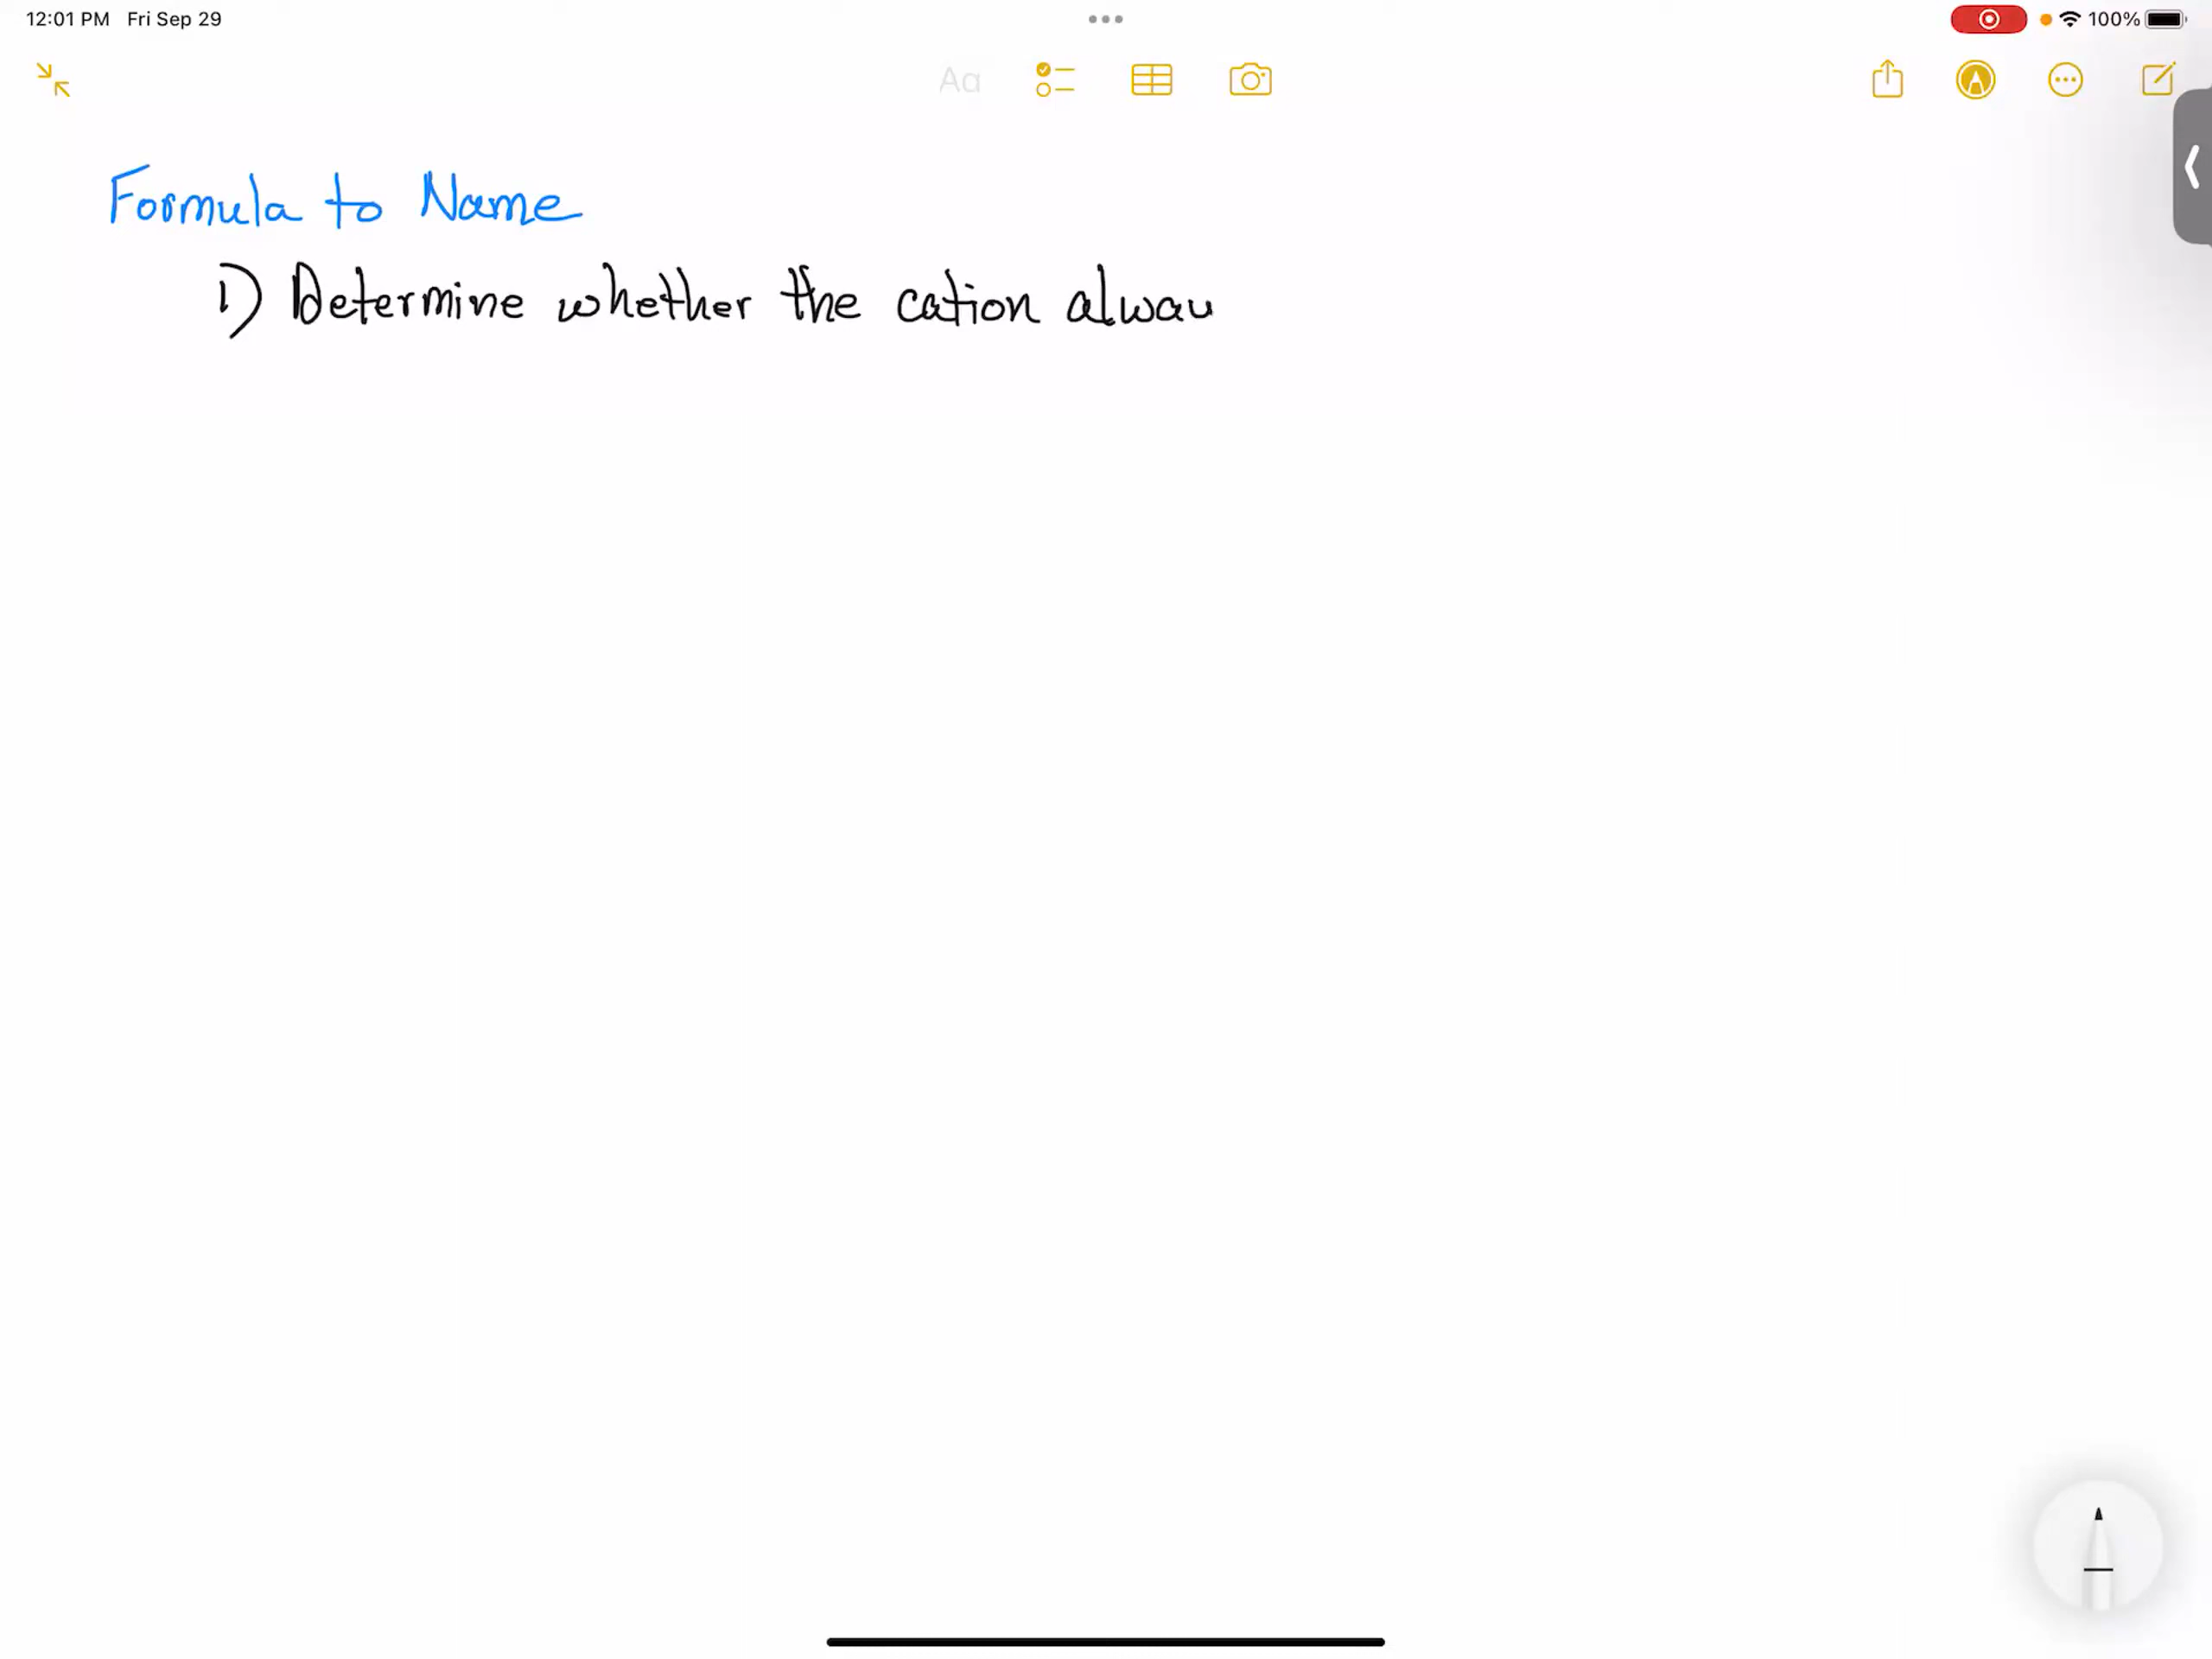 12:01 PM Fri Sep 29
100%
Aa
Formula to Name
1) Determine whether the cation alwau